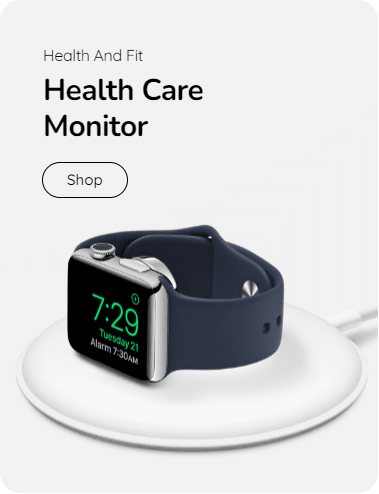 Health And Fit
Health Care
Monitor
Shop
7:29
Tuesday 21
Alarm 7:30AM